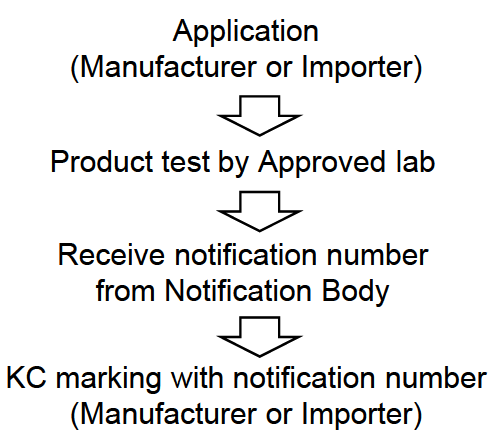 Application
(Manufacturer or Importer)
Product test by Approved lab
Receive notification number
from Notification Body
KC marking with notification number
(Manufacturer or Importer)